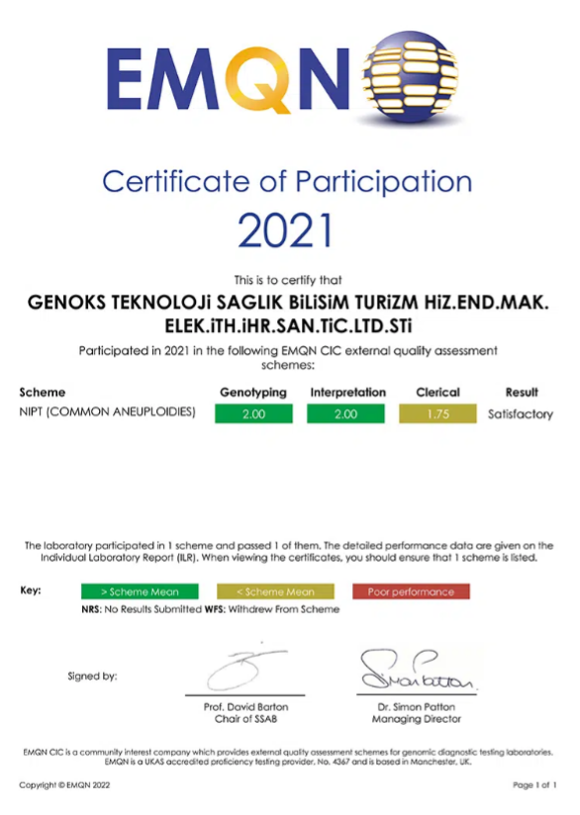 EMQN
Certificate of Participation
2021
This is to certify that
GENOKS TEKNOLOJi SAGLIK BiLiSiM TURiZM HiZ.END.MAK.
ELEK.iTH.iHR.SAN.TiC.LTD.STi
Participated in 2021 in the following EMQN CIC external quality assessment
schemes:
Scheme Genotyping Interpretation Clerical Result
NIPT (COMMON ANEUPLOIDIES) 2.00 2.00 1.75 Satisfactory
The laboratory participated in 1 scheme and passed 1 of them. The detailed performance data are given on the
Individual Laboratory Report (ILR). When viewing the certificates, you should ensure that 1 scheme is listed.
Key: > Scheme Mean < Scheme Mean Poor performance
NRS: No Results Submitted WFS: Withdrew From Scheme
Signed by:
Simon Patton.
Prof. David Barton Dr. Simon Patton
Chair of SSAB Managing Director
EMQN CIC is a community interest company which provides external quality assessment schemes for genomic diagnostic testing laboratories.
EMQN is a UKAS accredited proficiency testing provider, No. 4367 and is based in Manchester, UK.
Copyright © EMQN 2022 Page 1 of 1